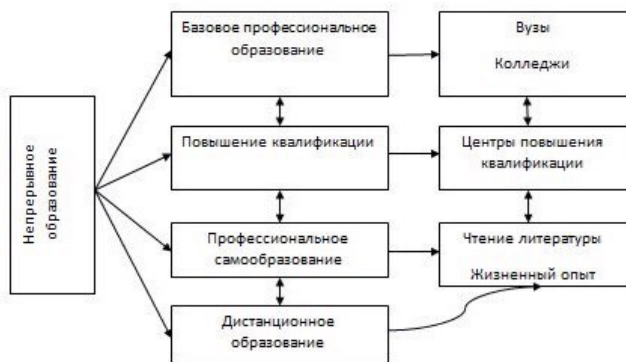 Непрерывное
образование
Базовое профессиональное
образование
Вузы
Колледжи
Повышение квалификации
Центры повышения
квалификации
Профессиональное
самообразование
Чтение литературы
Жизненный опыт
Дистанционное
образование